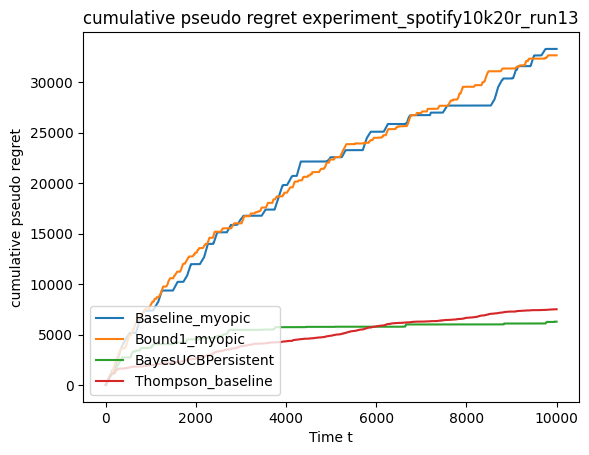 cumulative pseudo regret experiment_spotify10k20r_run13
cumulative pseudo regret
30000
25000
20000
15000
10000
5000
0
Baseline_myopic
Bound1_myopic
BayesUCBPersistent
Thompson_baseline
0 2000 4000 6000 8000 10000
Time t